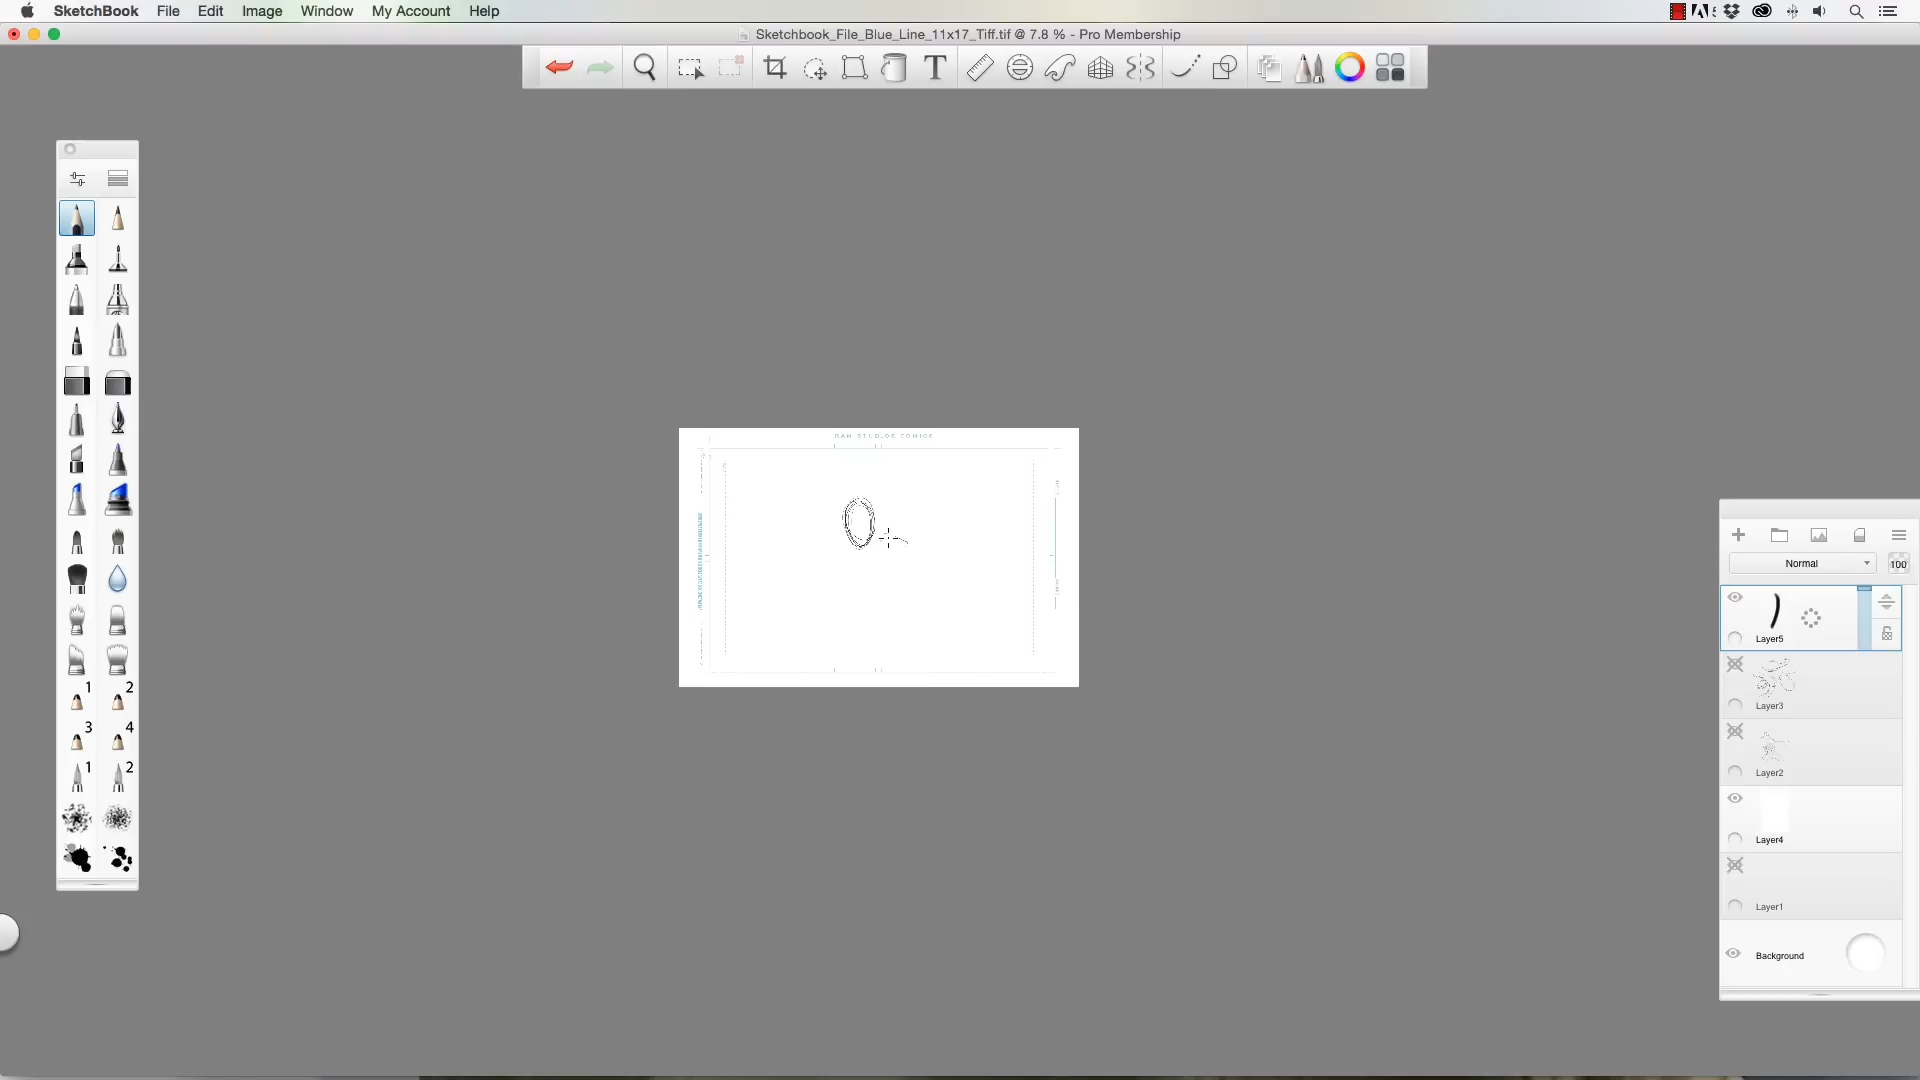 SketchBook File Edit Image Window My Account Help
Sketchbook_File_Blue_Line_11x17_Tiff.tif @ 7.8 % - Pro Membership
T
Normal
100
Layer5
Layer3
Layer2
Layer4
Layer1
Background
1 2
3 4
1 2